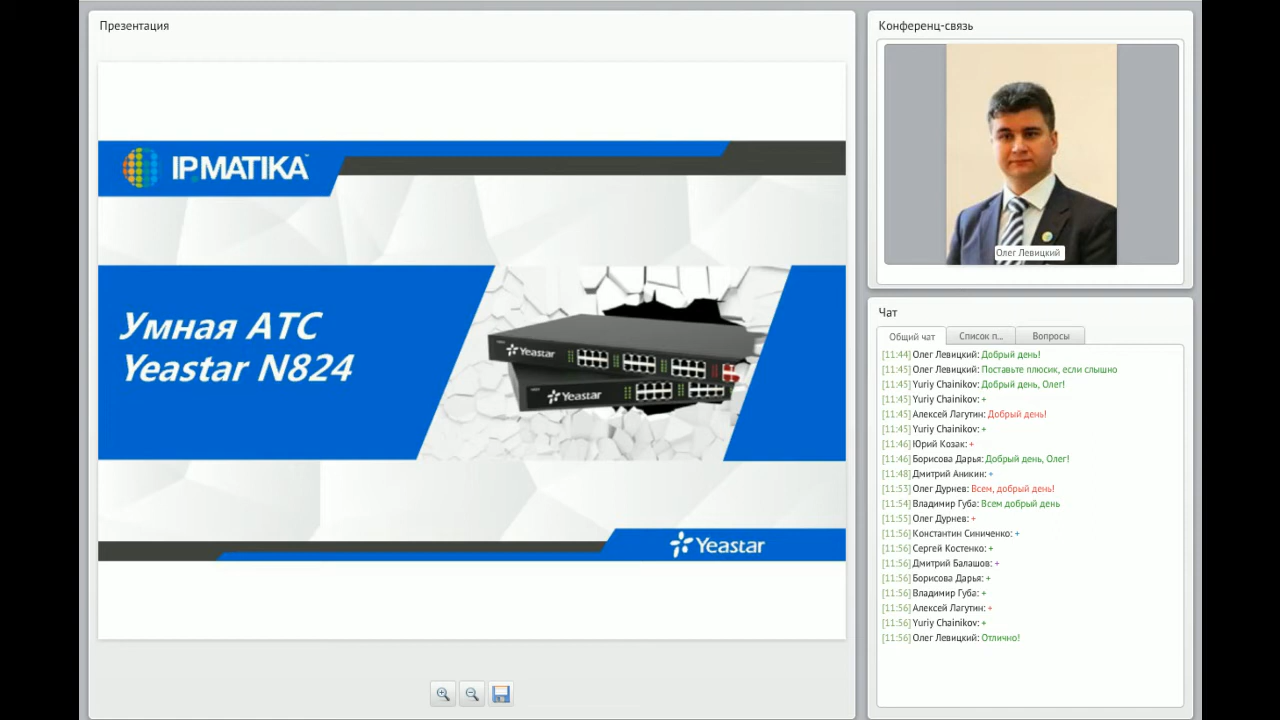 Презентация
IPMATIKA™
Умная АТС
Yeastar N824
Yeastar
Yeastar
Yeastar
Конференц-связь
Олег Левицкий
Чат
Общий чат
Список п...
Вопросы
[11:44] Олег Левицкий: Добрый день!
[11:45] Олег Левицкий: Поставьте плюсик, если слышно
[11:45] Yuriy Chainikov: Добрый день, Олег!
[11:45] Yuriy Chainikov: +
[11:45] Алексей Лагутин: Добрый день!
[11:45] Yuriy Chainikov: +
[11:46] Юрий Козак: +
[11:46] Борисова Дарья: Добрый день, Олег!
[11:48] Дмитрий Аникин: +
[11:53] Олег Дурнев: Всем, добрый день!
[11:54] Владимир Губа: Всем добрый день
[11:55] Олег Дурнев: +
[11:56] Константин Синиченко: +
[11:56] Сергей Костенко: +
[11:56] Дмитрий Балашов: +
[11:56] Борисова Дарья: +
[11:56] Владимир Губа: +
[11:56] Алексей Лагутин: +
[11:56] Yuriy Chainikov: +
[11:56] Олег Левицкий: Отлично!